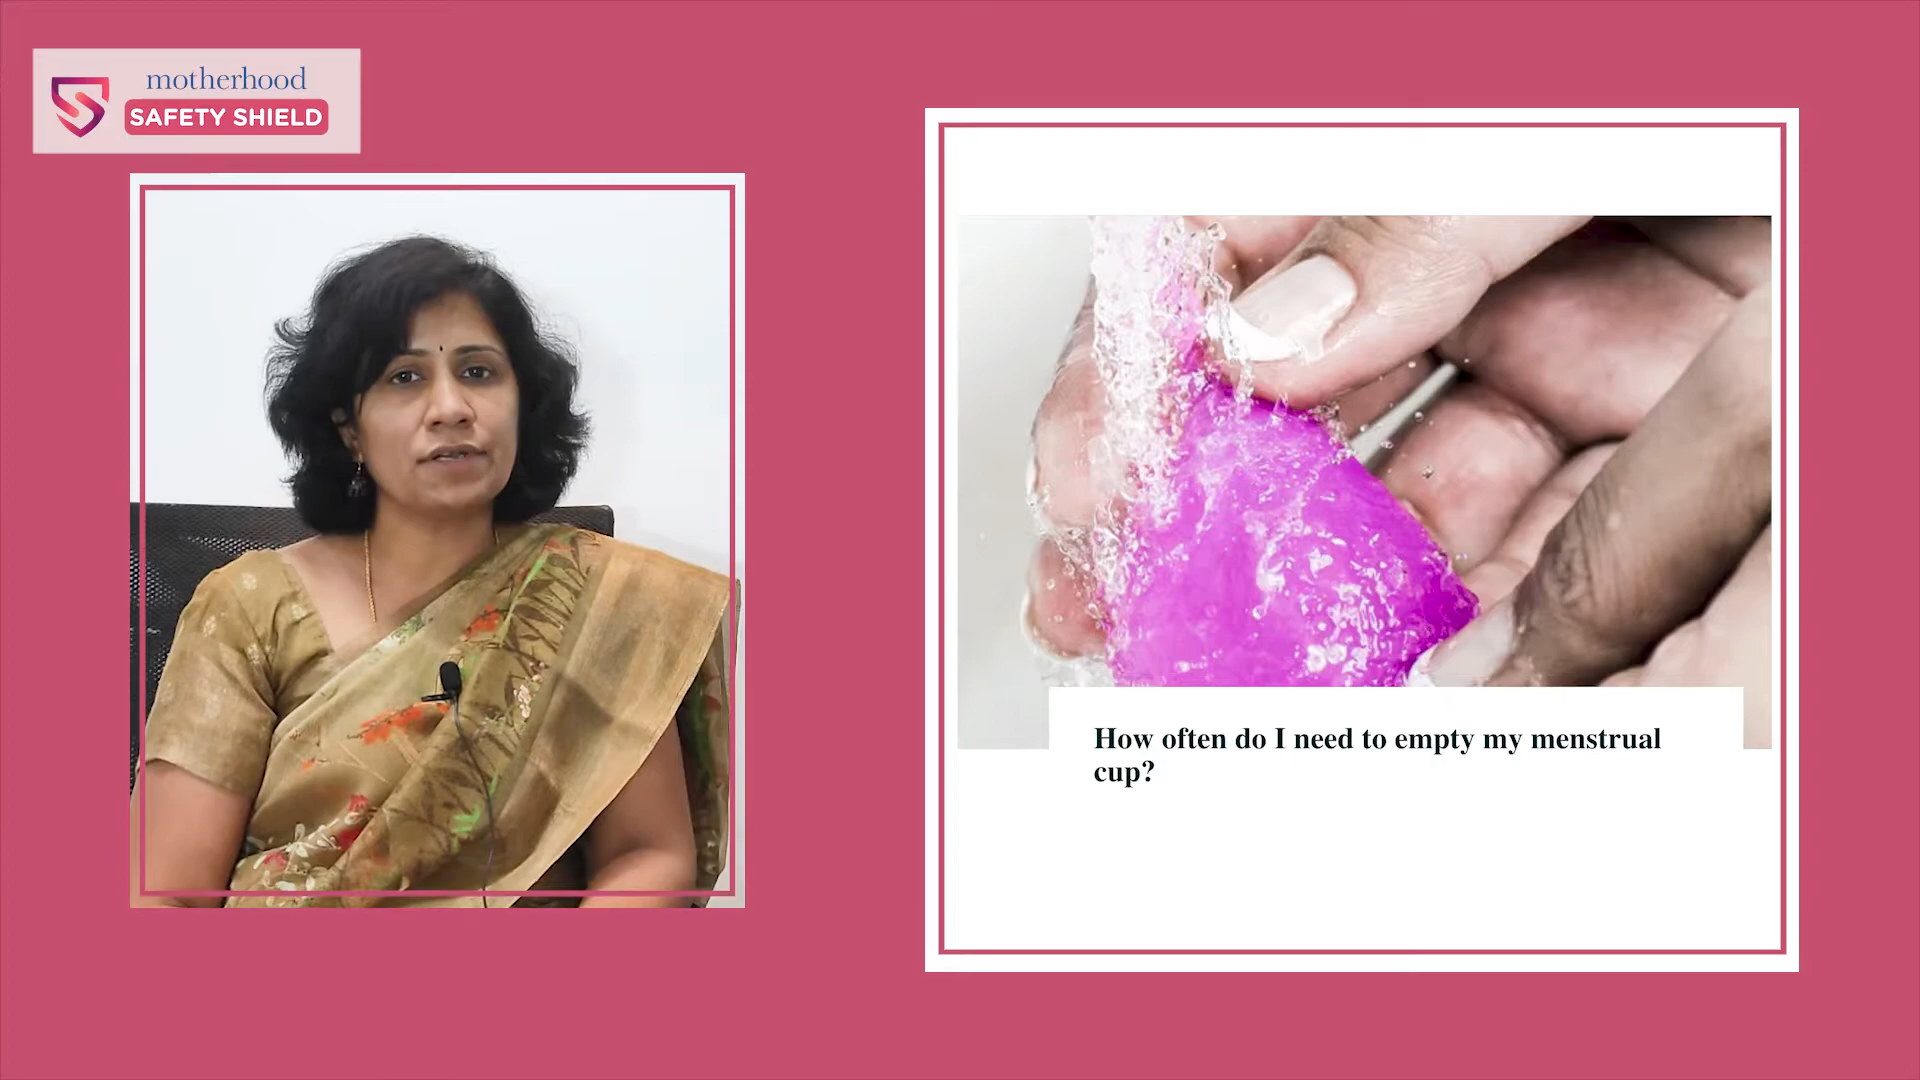 motherhood
SAFETY SHIELD
How often do I need to empty my menstrual
cup?